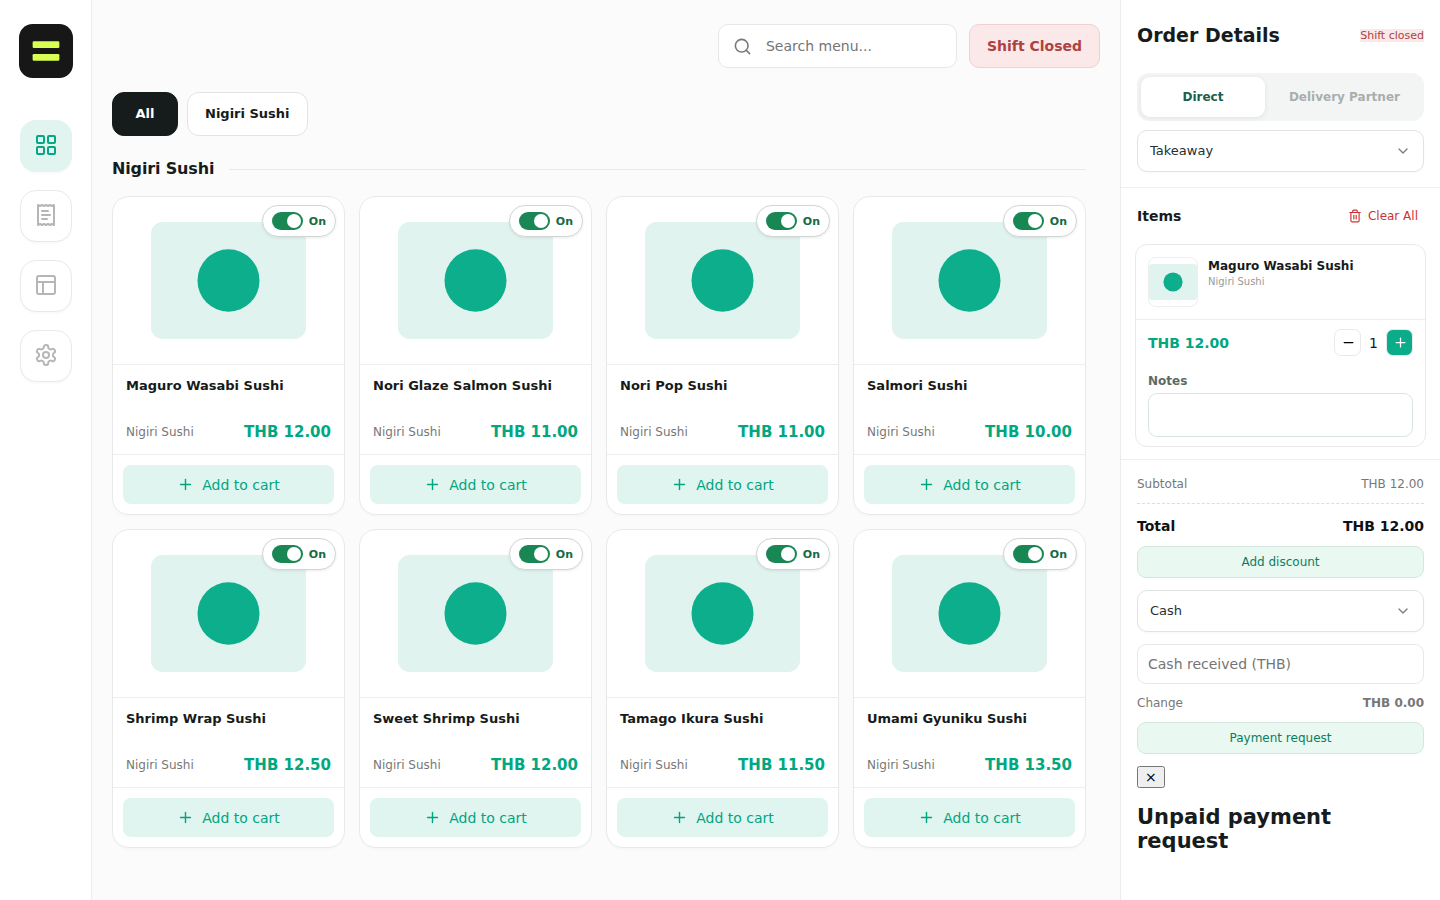 Search menu...
Shift Closed
All
Nigiri Sushi
Nigiri Sushi
On
On
On
On
Maguro Wasabi Sushi
Nori Glaze Salmon Sushi
Nori Pop Sushi
Salmori Sushi
Nigiri Sushi THB 12.00
Nigiri Sushi THB 11.00
Nigiri Sushi THB 11.00
Nigiri Sushi THB 10.00
Add to cart
Add to cart
Add to cart
Add to cart
On
On
On
On
Shrimp Wrap Sushi
Sweet Shrimp Sushi
Tamago Ikura Sushi
Umami Gyuniku Sushi
Nigiri Sushi THB 12.50
Nigiri Sushi THB 12.00
Nigiri Sushi THB 11.50
Nigiri Sushi THB 13.50
Add to cart
Add to cart
Add to cart
Add to cart
Order Details
Shift closed
Direct
Delivery Partner
Takeaway
Items
Clear All
Maguro Wasabi Sushi
Nigiri Sushi
THB 12.00
1
Notes
Subtotal THB 12.00
Total THB 12.00
Add discount
Cash
Cash received (THB)
Change THB 0.00
Payment request
×
Unpaid payment
request